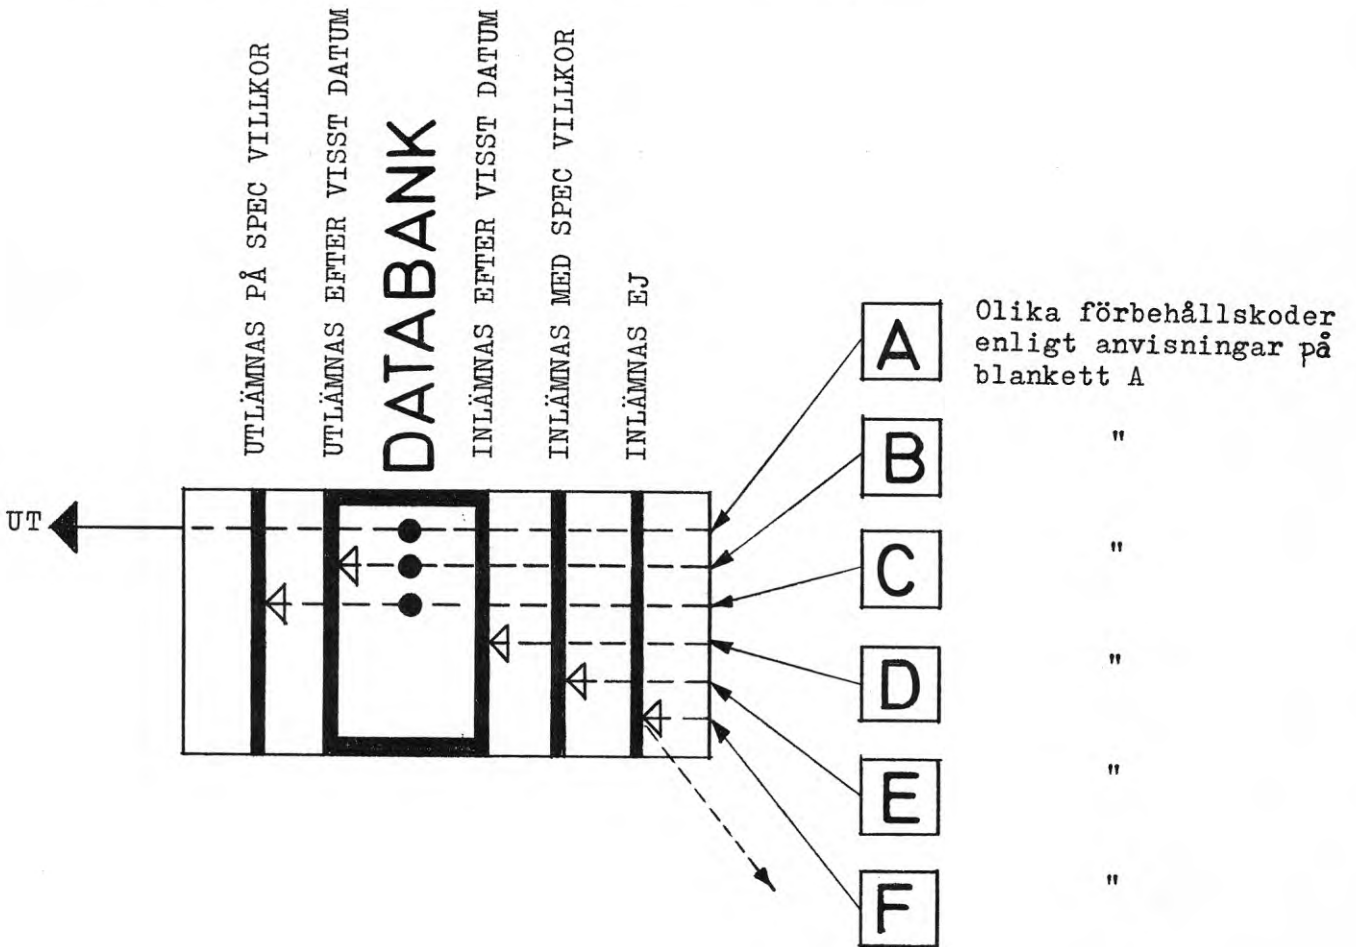 UTLÄMNAS PÅ SPEC VILLKOR
UTLÄMNAS EFTER VISST DATUM
DATABANK
INLÄMNAS EFTER VISST DATUM
INLÄMNAS MED SPEC VILLKOR
INLÄMNAS EJ
UT
A
Olika förbehållskoder
enligt anvisningar på
blankett A
B "
C "
D "
E "
F "